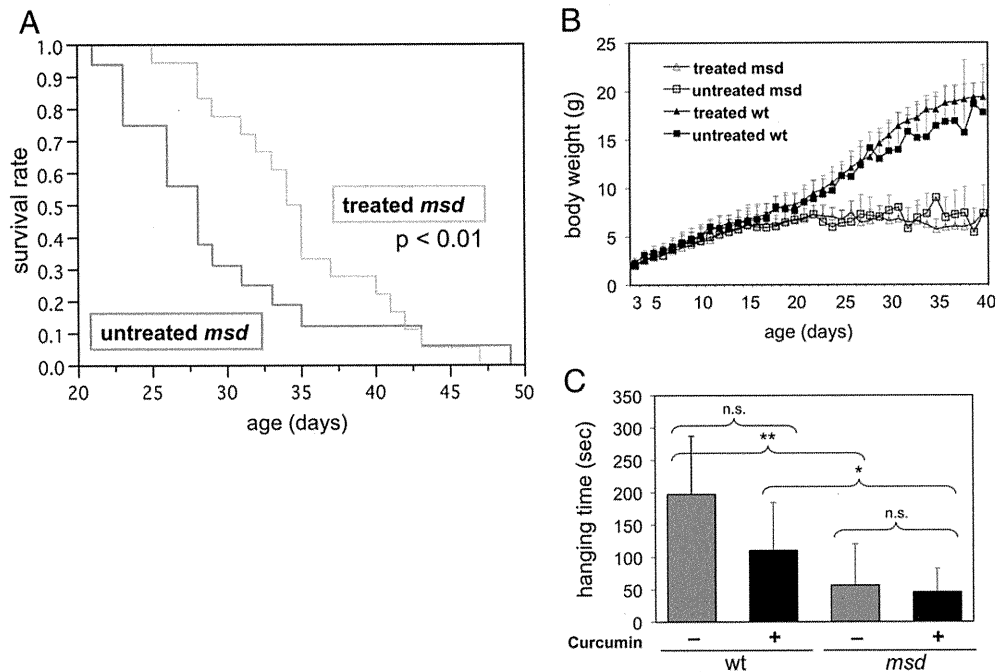 A
1.0
0.9
0.8
0.7
0.6
0.5
0.4
0.3
0.2
0.1
0.0
survival rate
treated msd
p < 0.01
untreated msd
20 25 30 35 40 45 50
age (days)
B
25
20
15
10
5
0
body weight (g)
treated msd
untreated msd
treated wt
untreated wt
3 5 10 15 20 25 30 35 40
age (days)
C
350
300
250
200
150
100
50
0
hanging time (sec)
n.s.
**
*
n.s.
Curcumin − + − +
wt msd